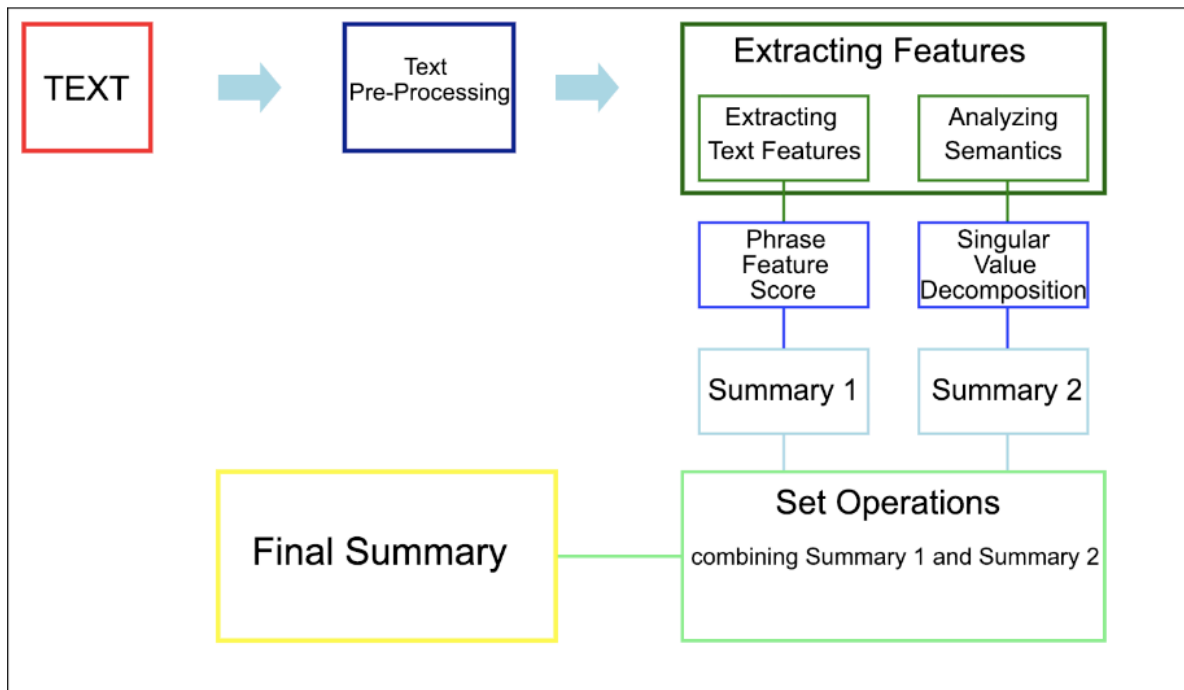 TEXT
Text
Pre-Processing
Extracting Features
Extracting
Text Features
Analyzing
Semantics
Phrase
Feature
Score
Singular
Value
Decomposition
Summary 1
Summary 2
Set Operations
combining Summary 1 and Summary 2
Final Summary